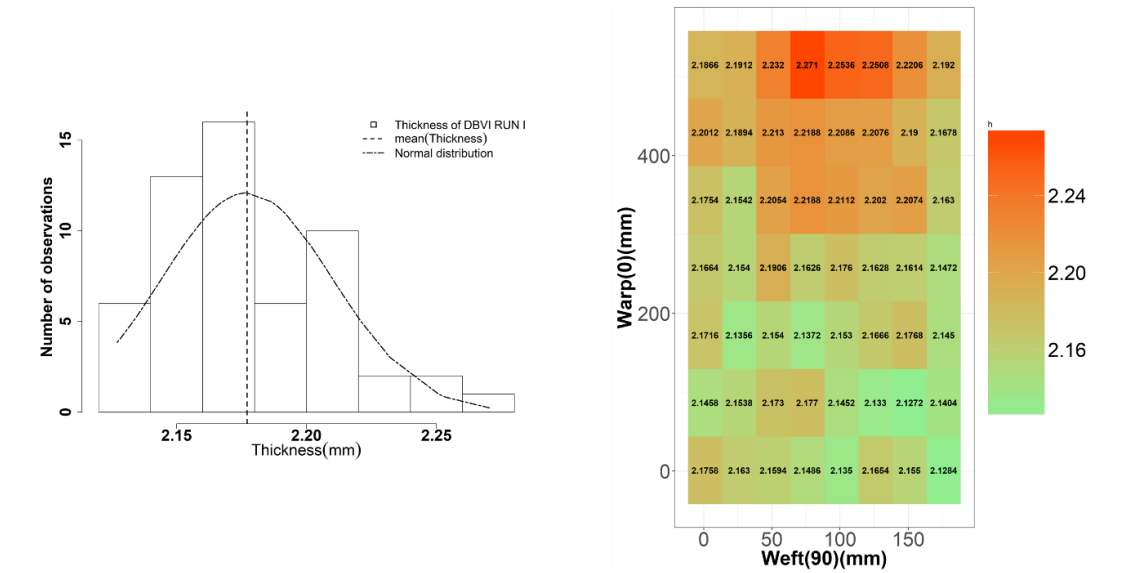 Thickness of DBVI RUN I
mean(Thickness)
Normal distribution
Number of observations
15
10
5
0
2.15 2.20 2.25
Thickness(mm)
Warp(0)(mm)
400
200
0
2.1866 2.1912 2.232 2.271 2.2536 2.2508 2.2206 2.192
2.2012 2.1894 2.213 2.2188 2.2086 2.2076 2.19 2.1678
2.1754 2.1542 2.2054 2.2188 2.2112 2.202 2.2074 2.163
2.1664 2.154 2.1906 2.1626 2.176 2.1628 2.1614 2.1472
2.1716 2.1356 2.154 2.1372 2.153 2.1666 2.1768 2.145
2.1458 2.1538 2.173 2.177 2.1452 2.133 2.1272 2.1404
2.1758 2.163 2.1594 2.1486 2.135 2.1654 2.155 2.1284
0 50 100 150
Weft(90)(mm)
h
2.24
2.20
2.16